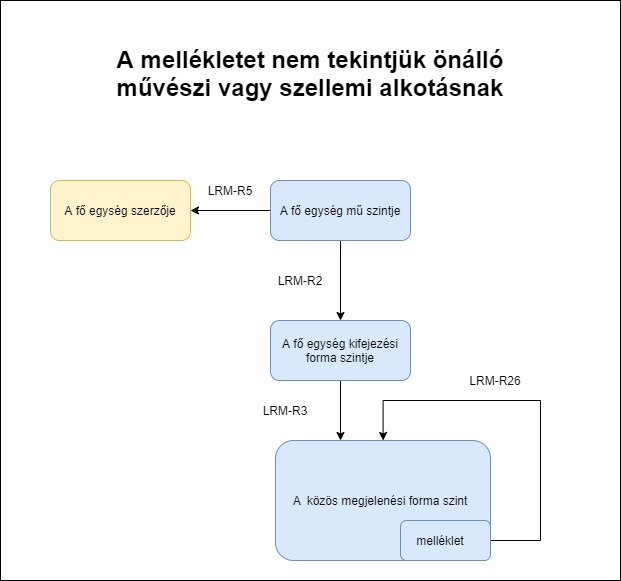 A mellékletet nem tekintjük önálló
művészi vagy szellemi alkotásnak
LRM-R5
A fő egység szerzője
A fő egység mű szintje
LRM-R2
A fő egység kifejezési
forma szintje
LRM-R26
LRM-R3
A közös megjelenési forma szint
melléklet